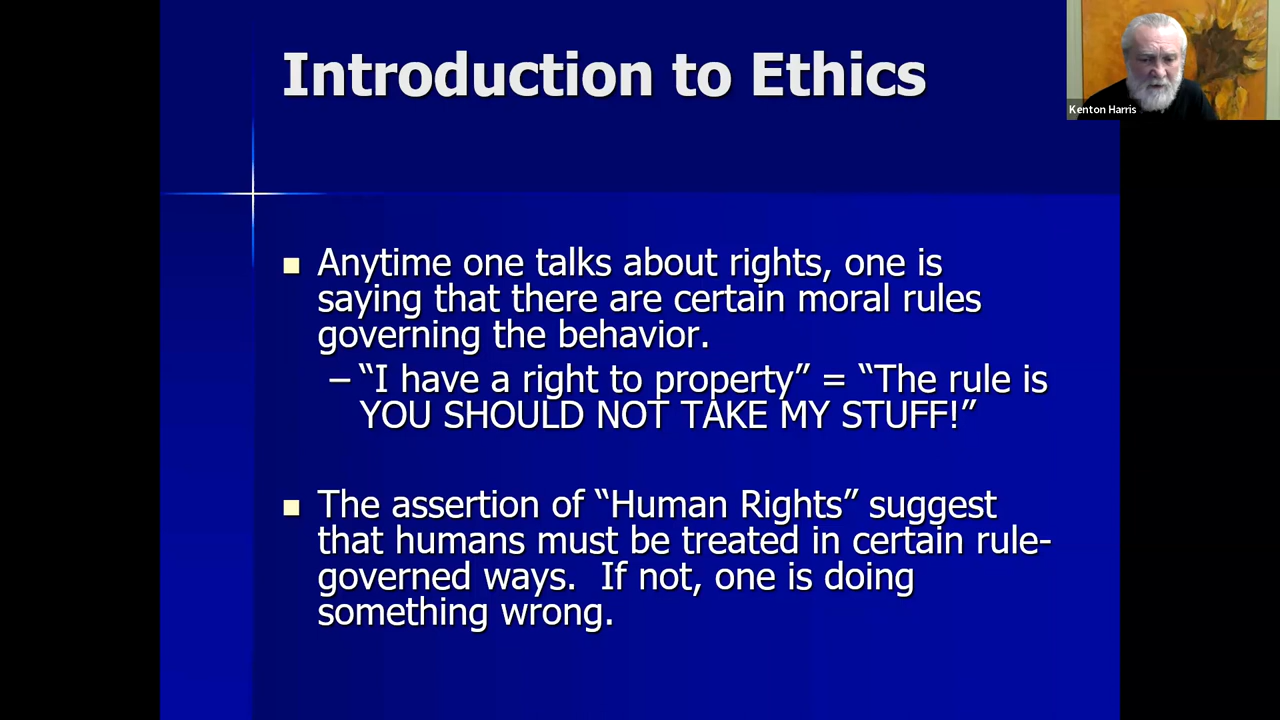 Introduction to Ethics
Kenton Harris
Anytime one talks about rights, one is
saying that there are certain moral rules
governing the behavior.
– “I have a right to property” = “The rule is
YOU SHOULD NOT TAKE MY STUFF!”
The assertion of “Human Rights” suggest
that humans must be treated in certain rule-
governed ways.  If not, one is doing
something wrong.